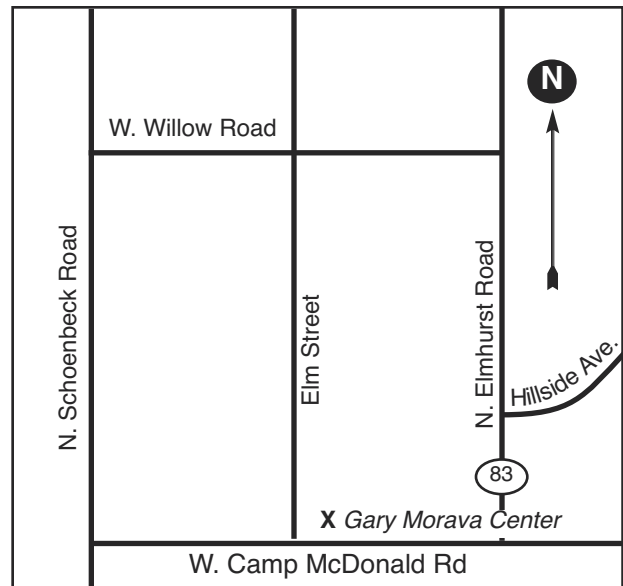 N
W. Willow Road
N. Schoenbeck Road
Elm Street
N. Elmhurst Road
Hillside Ave.
83
X Gary Morava Center
W. Camp McDonald Rd